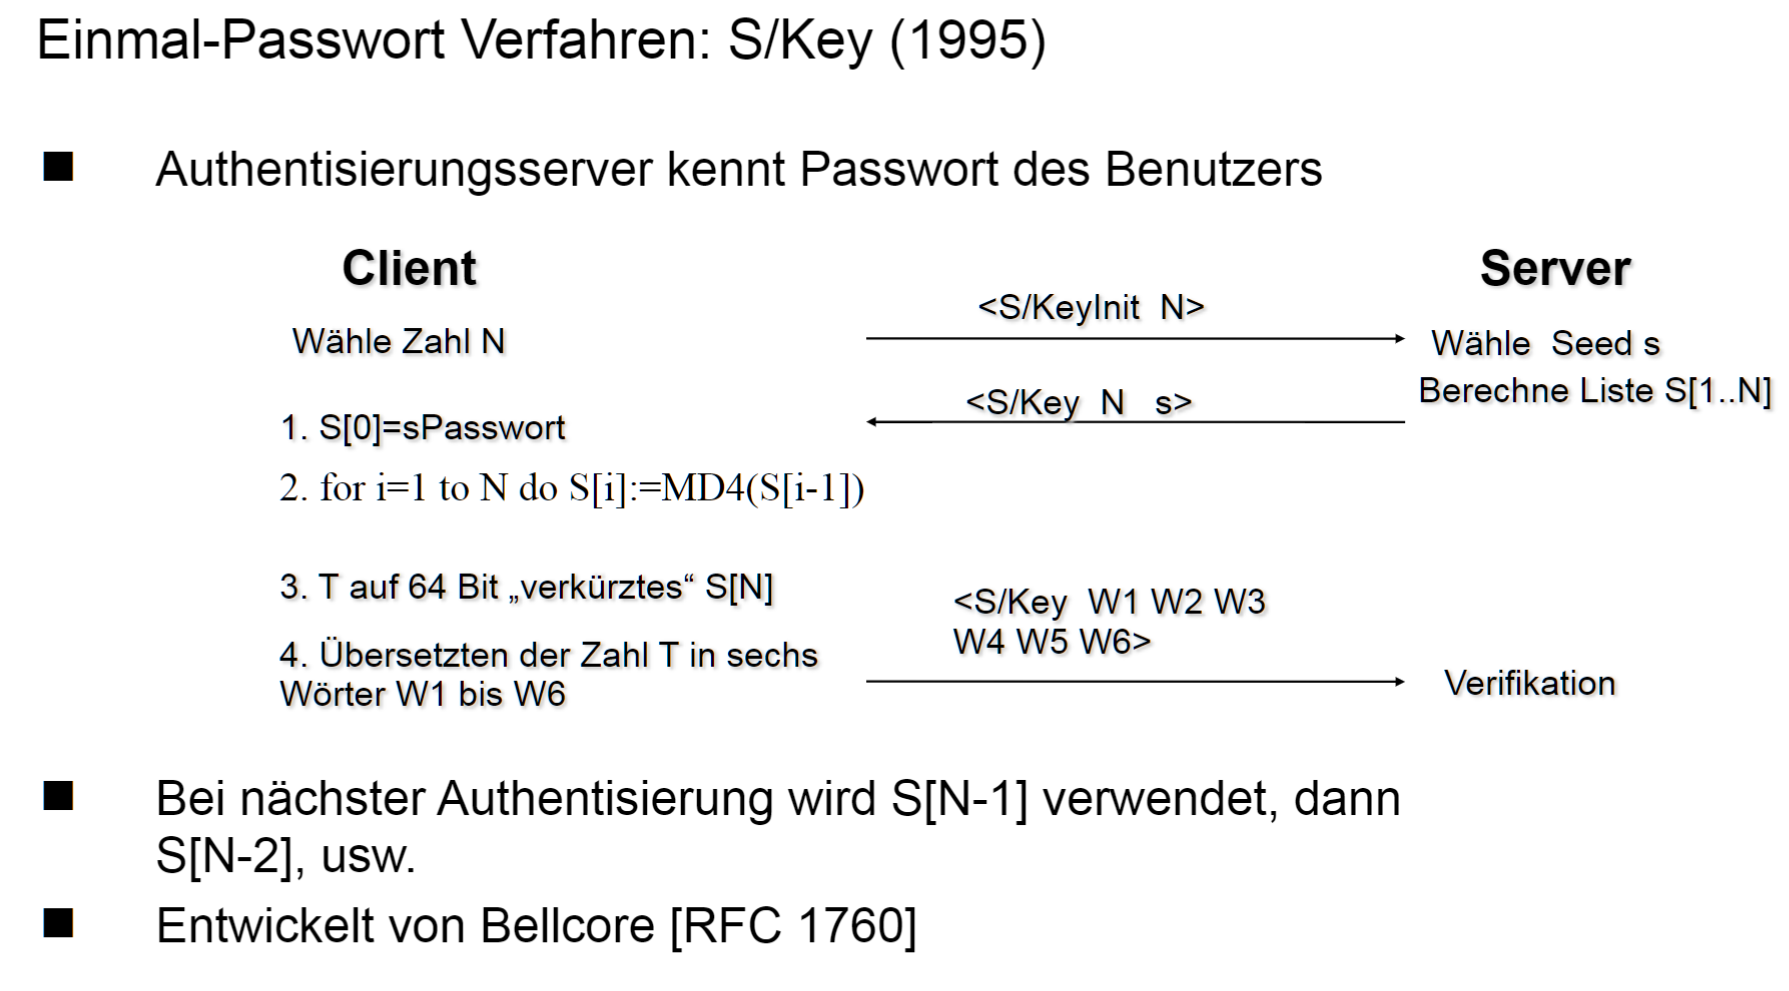 Einmal-Passwort Verfahren: S/Key (1995)
■ Authentisierungsserver kennt Passwort des Benutzers
Client
Server
<S/KeyInit N>
Wähle Zahl N
Wähle Seed s
Berechne Liste S[1..N]
<S/Key N s>
1. S[0]=sPasswort
2. for i=1 to N do S[i]:=MD4(S[i-1])
3. T auf 64 Bit „verkürztes“ S[N]
4. Übersetzten der Zahl T in sechs
Wörter W1 bis W6
<S/Key W1 W2 W3
W4 W5 W6>
Verifikation
■ Bei nächster Authentisierung wird S[N-1] verwendet, dann
S[N-2], usw.
■ Entwickelt von Bellcore [RFC 1760]